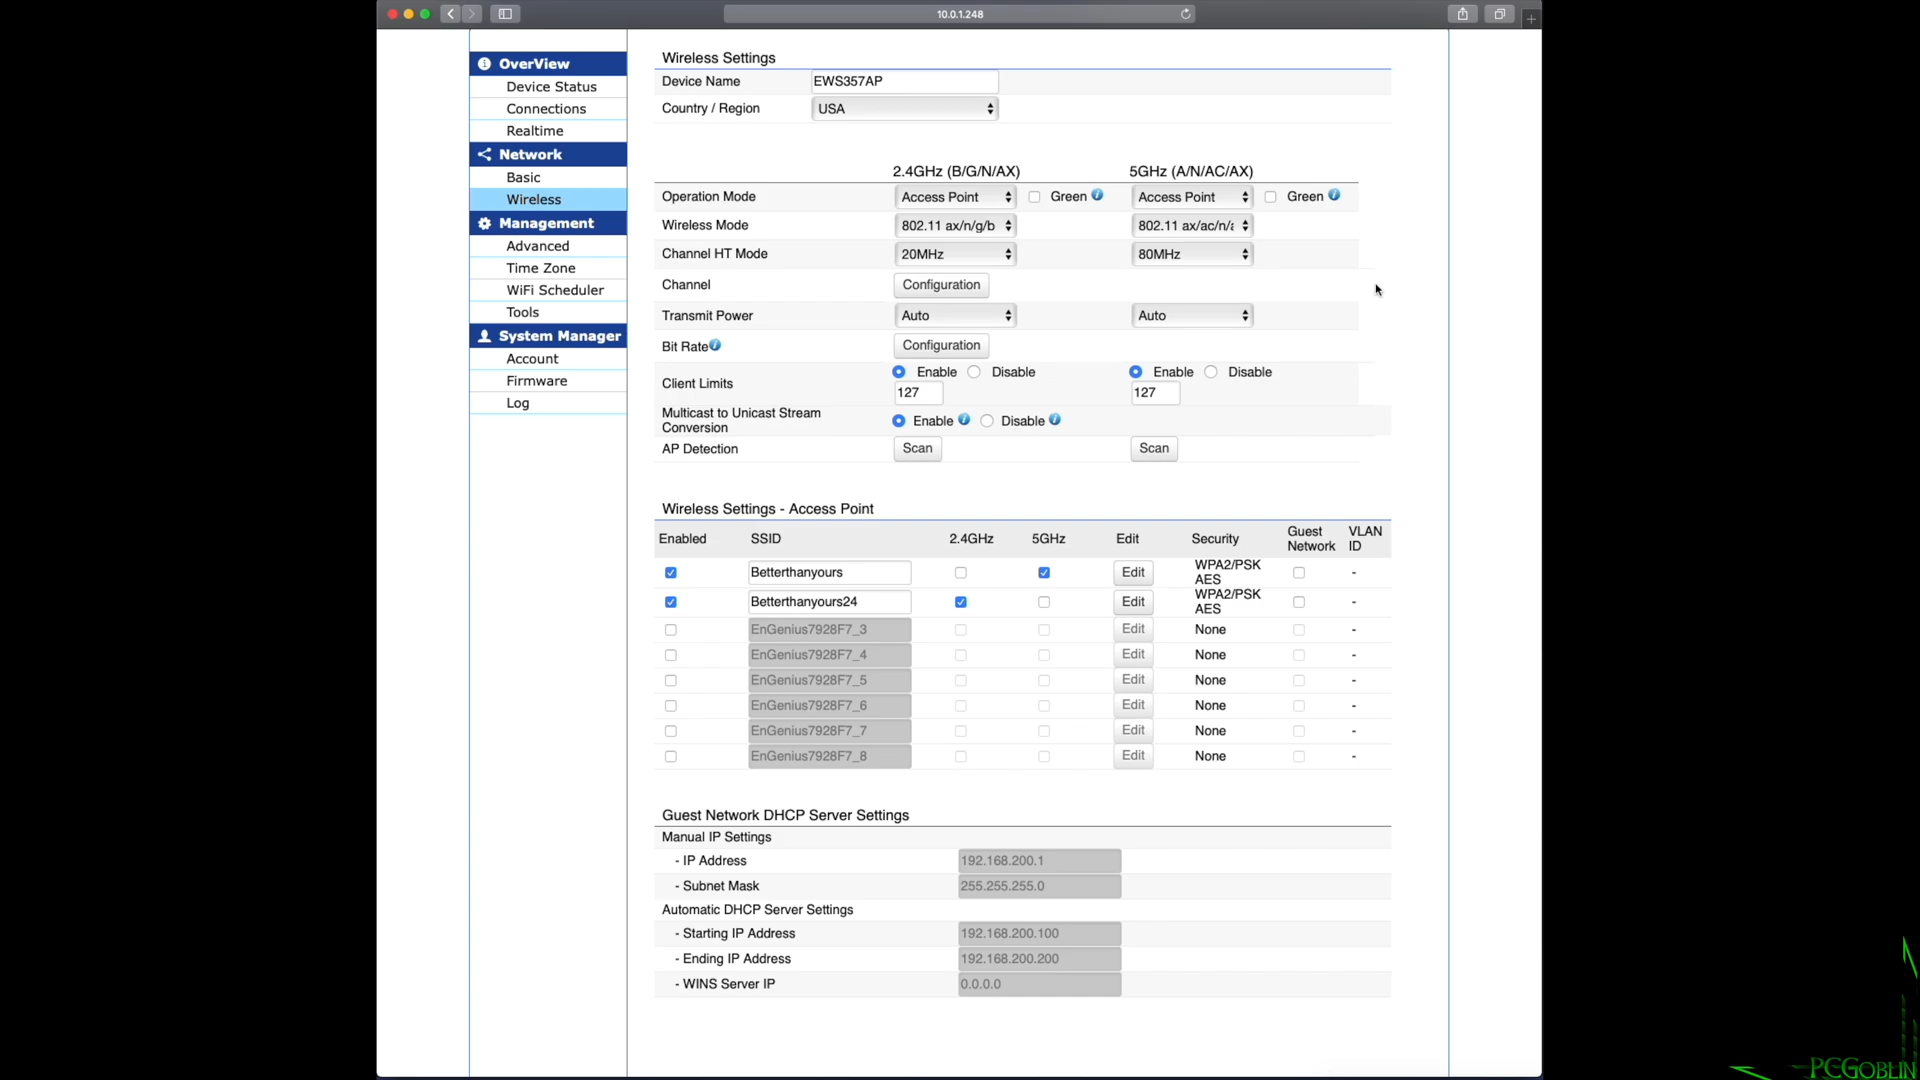 10.0.1.248
OverView
Device Status
Connections
Realtime
Network
Basic
Wireless
Management
Advanced
Time Zone
WiFi Scheduler
Tools
System Manager
Account
Firmware
Log
Wireless Settings
Device Name EWS357AP
Country / Region USA
2.4GHz (B/G/N/AX) 5GHz (A/N/AC/AX)
Operation Mode Access Point Green Access Point Green
Wireless Mode 802.11 ax/n/g/b 802.11 ax/ac/n/a
Channel HT Mode 20MHz 80MHz
Channel Configuration
Transmit Power Auto Auto
Bit Rate Configuration
Client Limits Enable Disable Enable Disable
127 127
Multicast to Unicast Stream
Conversion Enable Disable
AP Detection Scan Scan
Wireless Settings - Access Point
Enabled SSID 2.4GHz 5GHz Edit Security Guest Network VLAN ID
Betterthanyours Edit WPA2/PSK AES -
Betterthanyours24 Edit WPA2/PSK AES -
EnGenius7928F7_3 Edit None -
EnGenius7928F7_4 Edit None -
EnGenius7928F7_5 Edit None -
EnGenius7928F7_6 Edit None -
EnGenius7928F7_7 Edit None -
EnGenius7928F7_8 Edit None -
Guest Network DHCP Server Settings
Manual IP Settings
- IP Address 192.168.200.1
- Subnet Mask 255.255.255.0
Automatic DHCP Server Settings
- Starting IP Address 192.168.200.100
- Ending IP Address 192.168.200.200
- WINS Server IP 0.0.0.0
PCGoblin